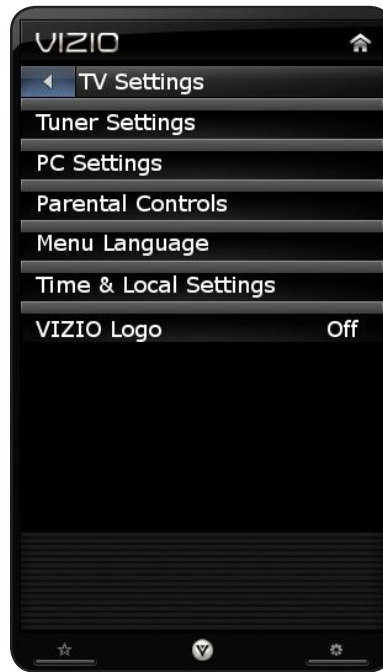 VIZIO
TV Settings
Tuner Settings
PC Settings
Parental Controls
Menu Language
Time & Local Settings
VIZIO Logo Off
V